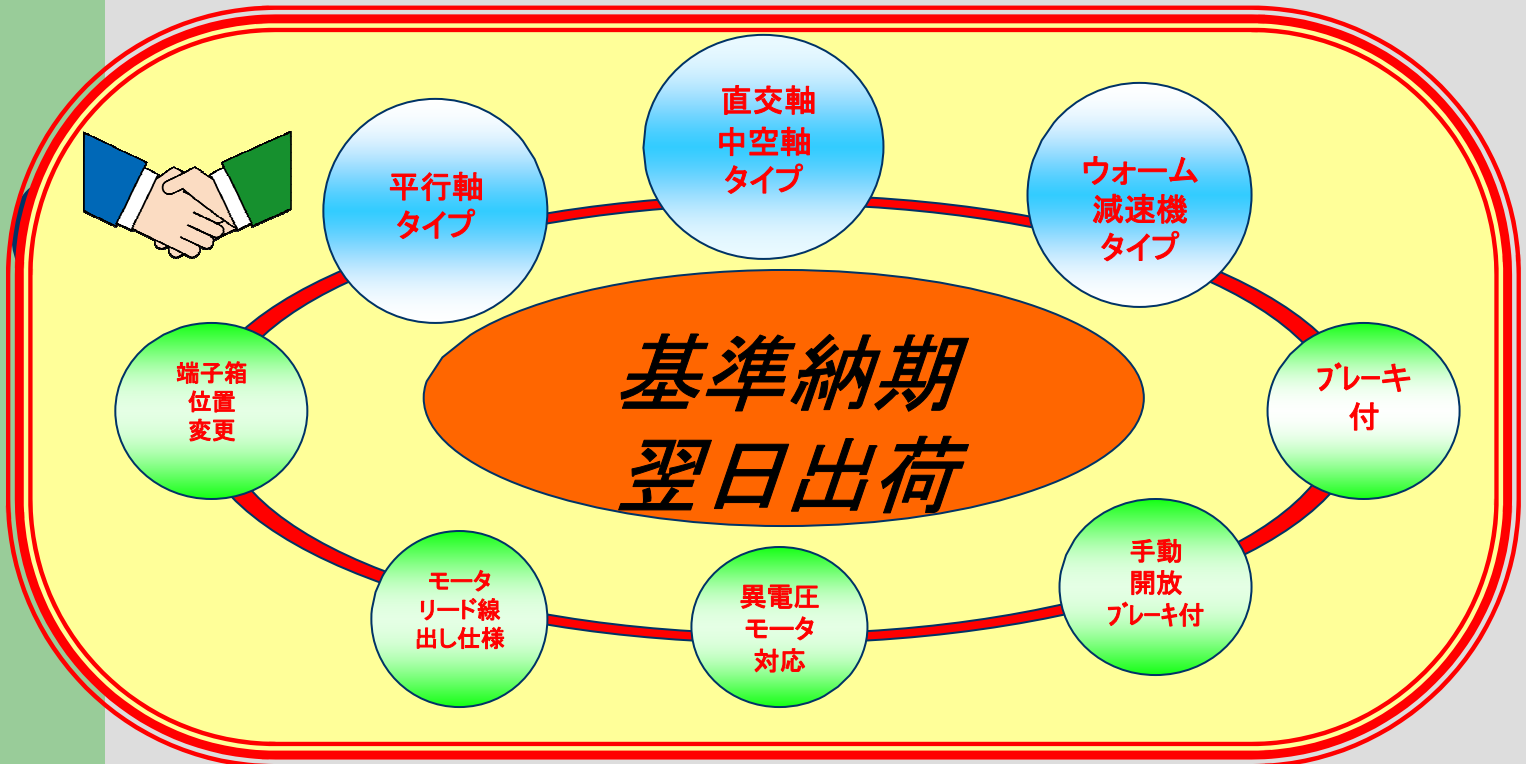 直交軸
中空軸
タイプ
平行軸
タイプ
ウォーム
減速機
タイプ
基準納期
翌日出荷
端子箱
位置
変更
ブレーキ
付
モータ
リード線
出し仕様
異電圧
モータ
対応
手動
開放
ブレーキ付